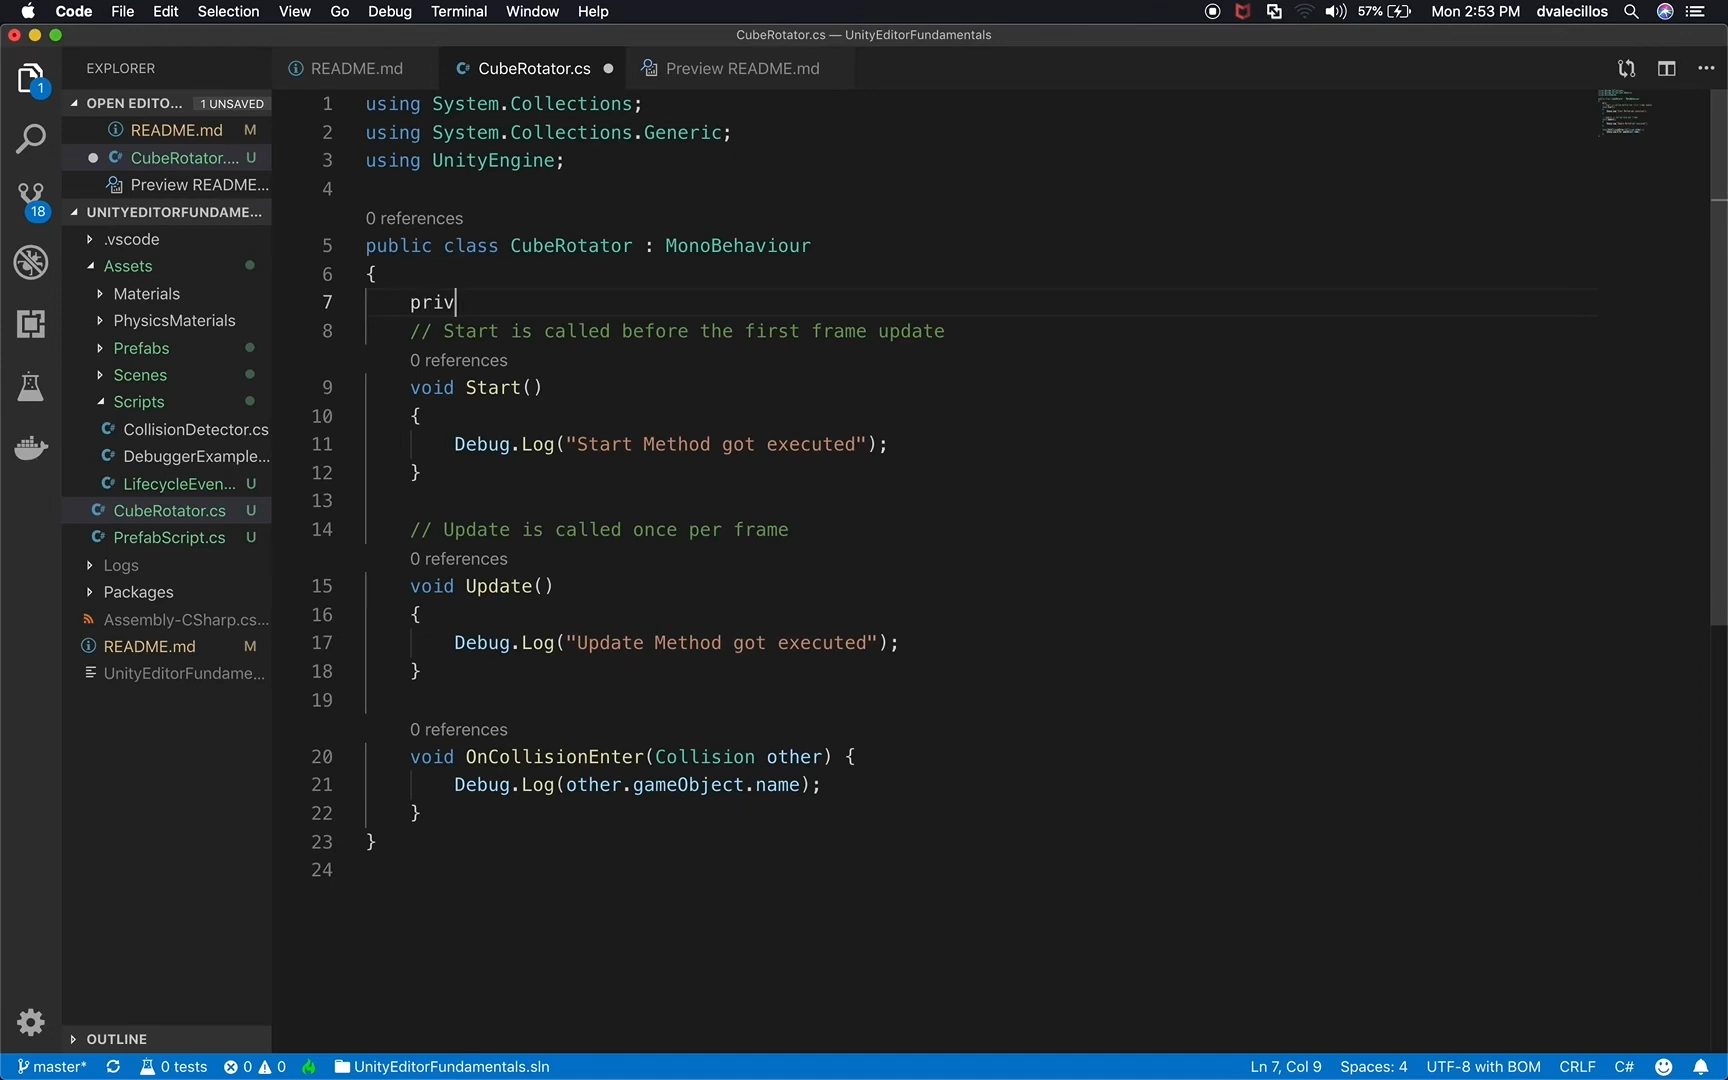 Code File Edit Selection View Go Debug Terminal Window Help 57% Mon 2:53 PM dvalecillos
CubeRotator.cs — UnityEditorFundamentals
EXPLORER README.md CubeRotator.cs Preview README.md
1
OPEN EDITO... 1 UNSAVED
README.md M
CubeRotator.... U
Preview README...
18
UNITYEDITORFUNDAME...
.vscode
Assets
Materials
PhysicsMaterials
Prefabs
Scenes
Scripts
CollisionDetector.cs
DebuggerExample...
LifecycleEven... U
CubeRotator.cs U
PrefabScript.cs U
Logs
Packages
Assembly-CSharp.cs...
README.md M
UnityEditorFundame...
OUTLINE
1 using System.Collections;
2 using System.Collections.Generic;
3 using UnityEngine;
4
0 references
5 public class CubeRotator : MonoBehaviour
6 {
7 priv
8 // Start is called before the first frame update
0 references
9 void Start()
10 {
11 Debug.Log("Start Method got executed");
12 }
13
14 // Update is called once per frame
0 references
15 void Update()
16 {
17 Debug.Log("Update Method got executed");
18 }
19
0 references
20 void OnCollisionEnter(Collision other) {
21 Debug.Log(other.gameObject.name);
22 }
23 }
24
master* 0 tests 0 0 UnityEditorFundamentals.sln Ln 7, Col 9 Spaces: 4 UTF-8 with BOM CRLF C#